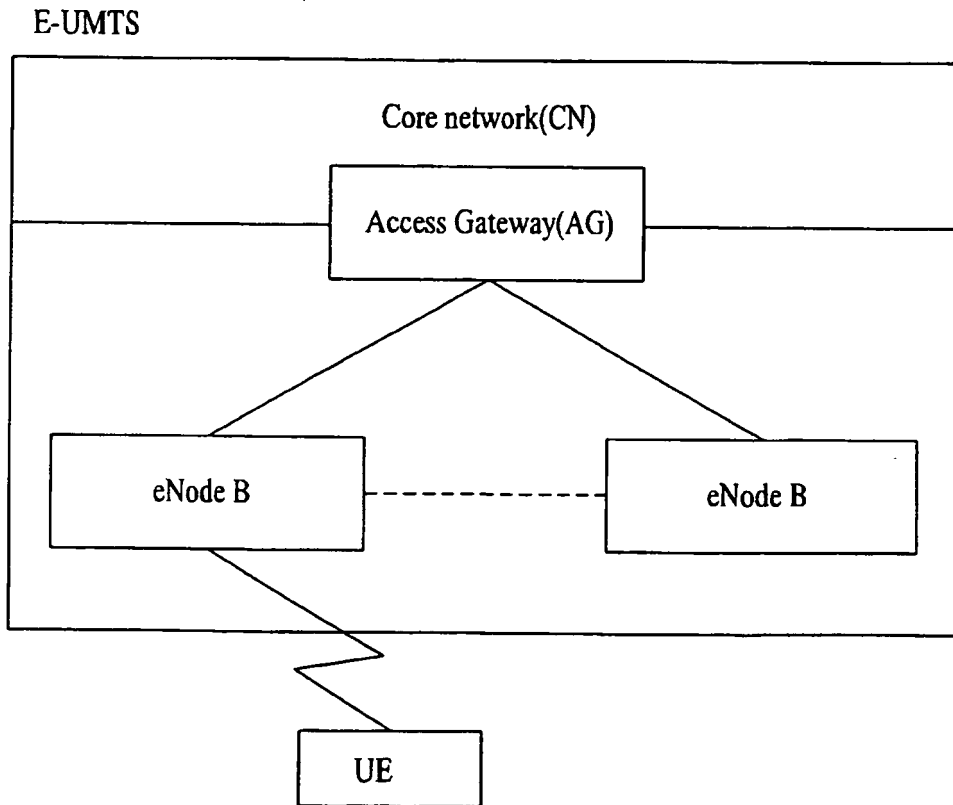 E-UMTS
Core network(CN)
Access Gateway(AG)
eNode B
eNode B
UE